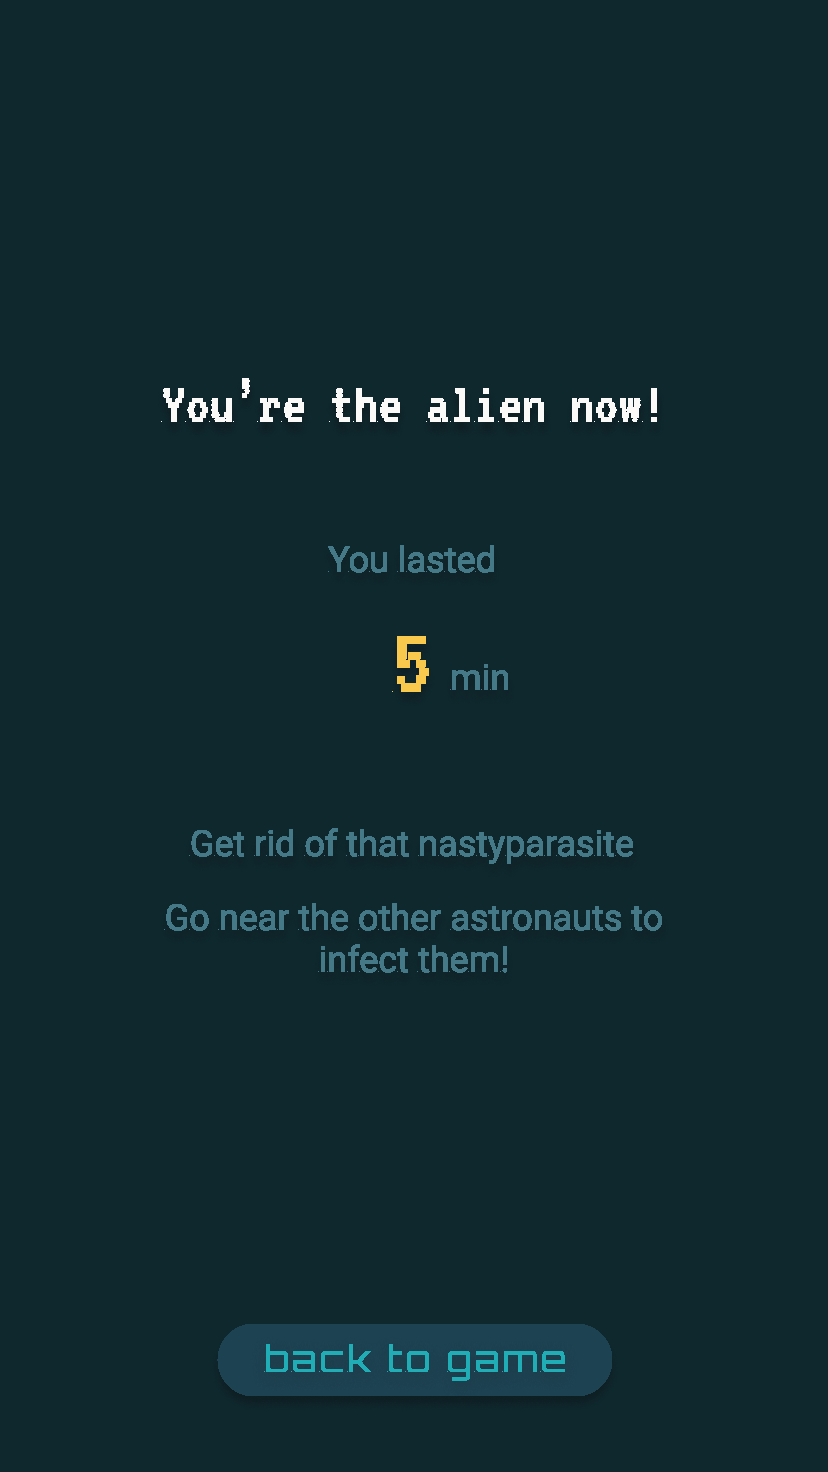 You're the alien now!
You lasted
5 min
Get rid of that nastyparasite
Go near the other astronauts to
infect them!
back to game